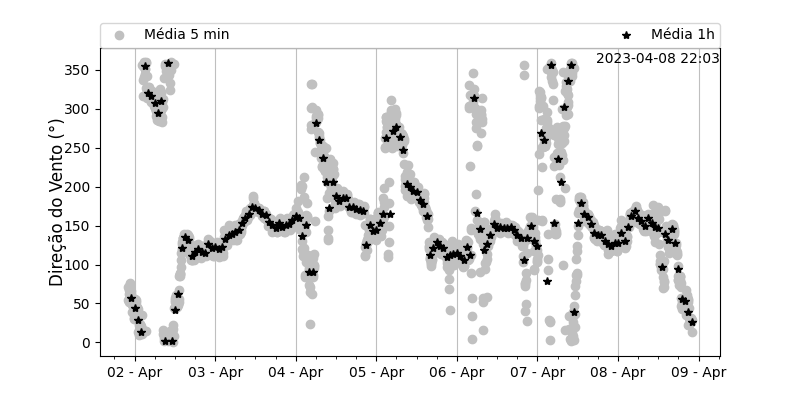 Média 5 min
Média 1h
2023-04-08 22:03
Direção do Vento (°)
350
300
250
200
150
100
50
0
02 - Apr
03 - Apr
04 - Apr
05 - Apr
06 - Apr
07 - Apr
08 - Apr
09 - Apr